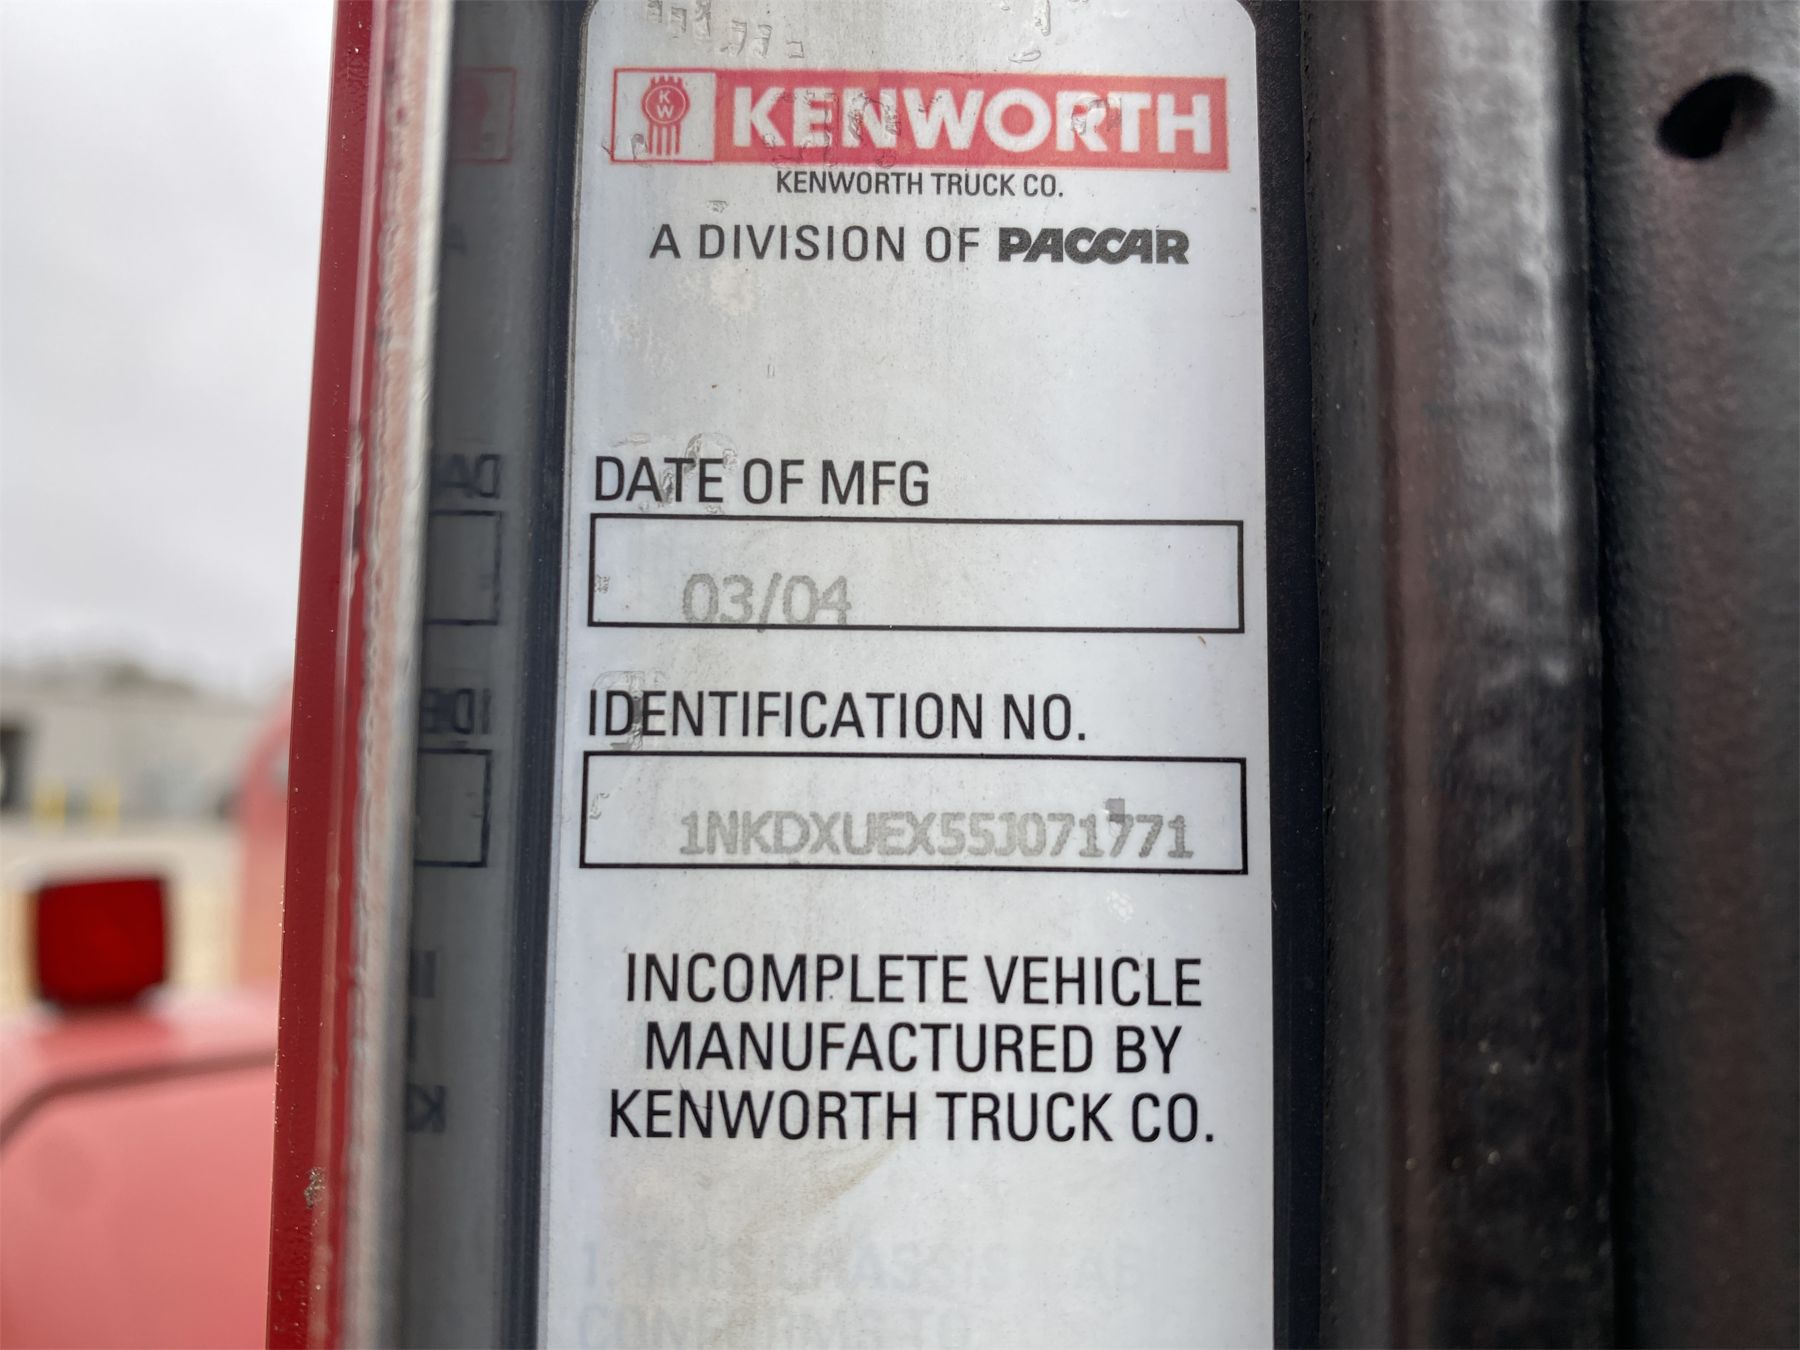 KW KENWORTH
KENWORTH TRUCK CO.
A DIVISION OF PACCAR
DATE OF MFG
03/04
IDENTIFICATION NO.
1NKDXUEX55J071771
INCOMPLETE VEHICLE
MANUFACTURED BY
KENWORTH TRUCK CO.